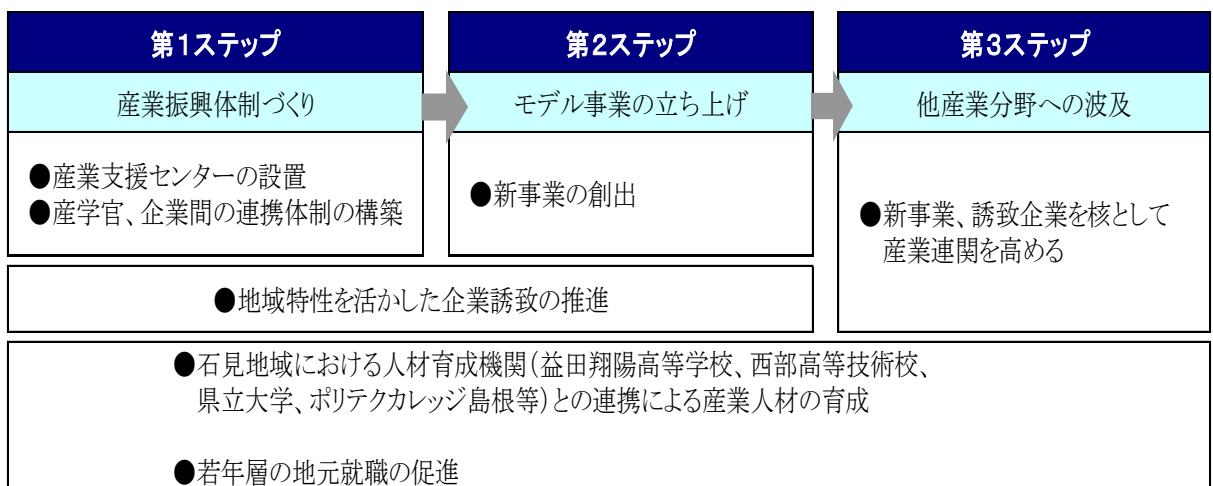 第1ステップ
産業振興体制づくり
●産業支援センターの設置
●産学官、企業間の連携体制の構築
第2ステップ
モデル事業の立ち上げ
●新事業の創出
第3ステップ
他産業分野への波及
●新事業、誘致企業を核として
産業連関を高める
●地域特性を活かした企業誘致の推進
●石見地域における人材育成機関(益田翔陽高等学校、西部高等技術校、
県立大学、ポリテクカレッジ島根等)との連携による産業人材の育成
●若年層の地元就職の促進